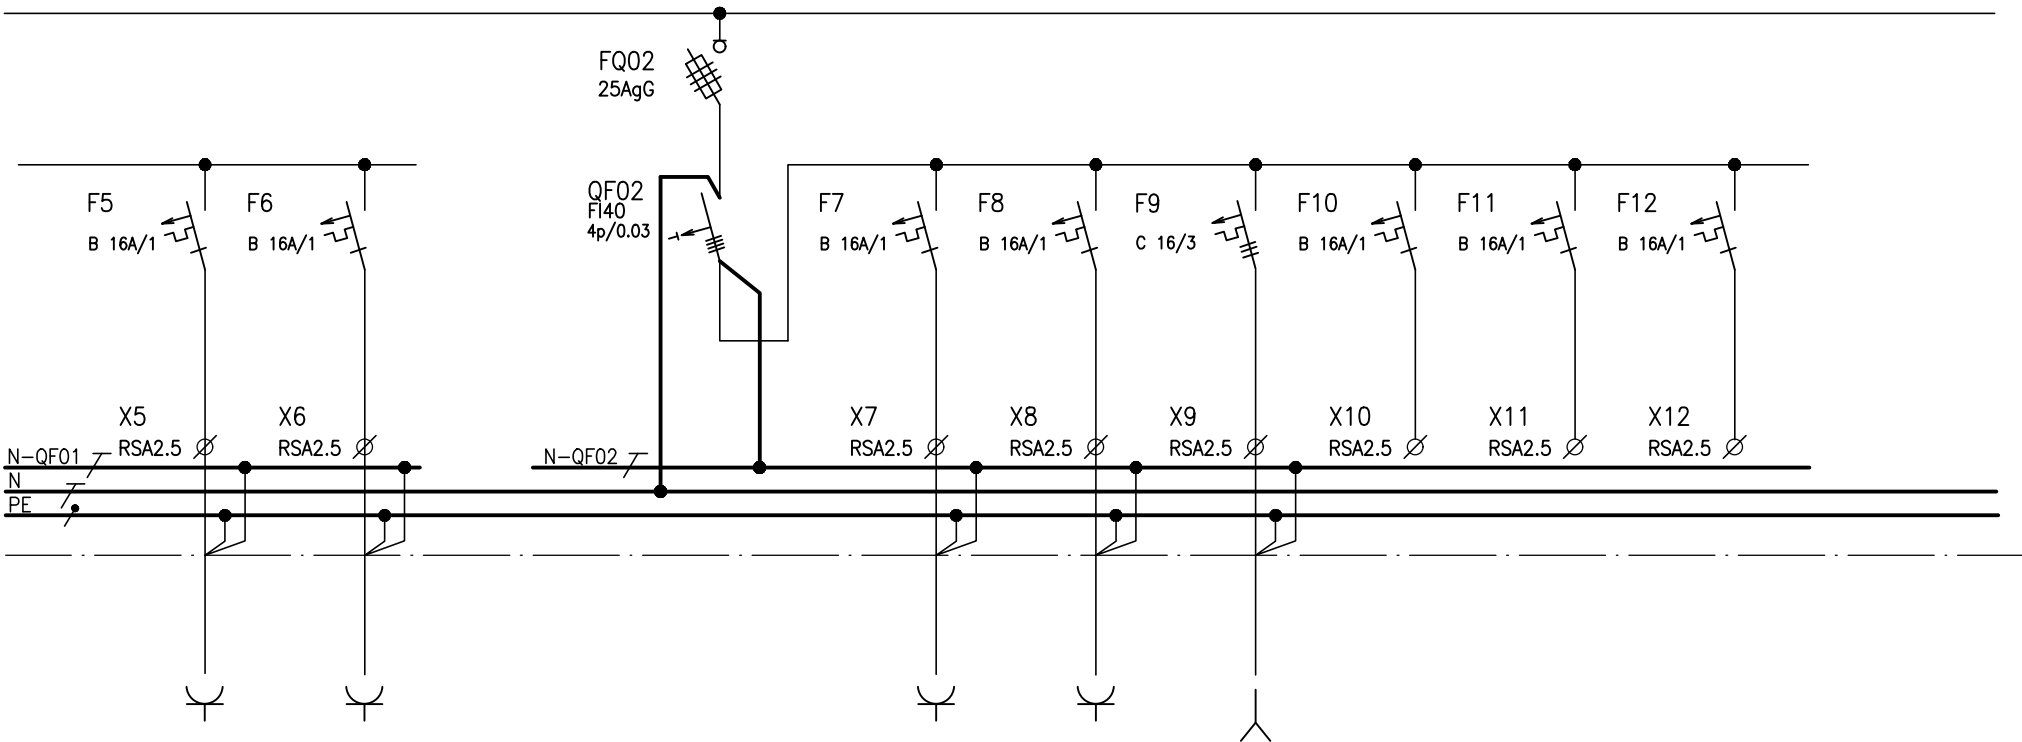 FQ02
25AgG
F5
B 16A/1
F6
B 16A/1
QF02
FI40
4p/0.03
F7
B 16A/1
F8
B 16A/1
F9
C 16/3
F10
B 16A/1
F11
B 16A/1
F12
B 16A/1
X5
RSA2.5
X6
RSA2.5
X7
RSA2.5
X8
RSA2.5
X9
RSA2.5
X10
RSA2.5
X11
RSA2.5
X12
RSA2.5
N-QF01
N-QF02
N
PE